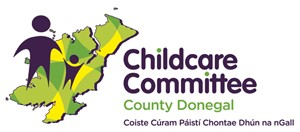 Childcare
Committee
County Donegal
Coiste Cúram Páistí Chontae Dhún na nGall